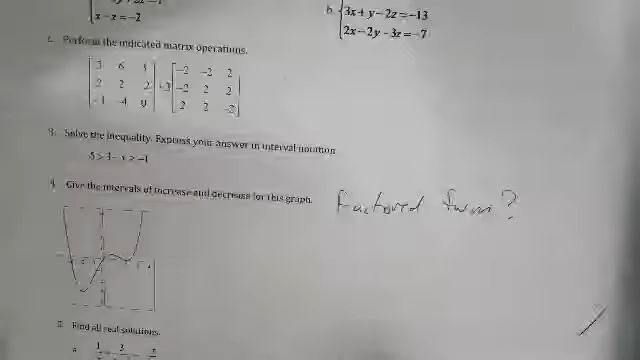 x - z = -2
b. 3x + y - 2z = -13
2x - 2y - 3z = -7
Perform the indicated matrix operations.
3 6
2 2 2
-1 -4 0
-2 -2 2
-2 2 2
2 2 -2
Solve the inequality. Express your answer in interval notation
Give the intervals of increase and decrease for this graph.
Factored form?
Find all real solutions.
a.